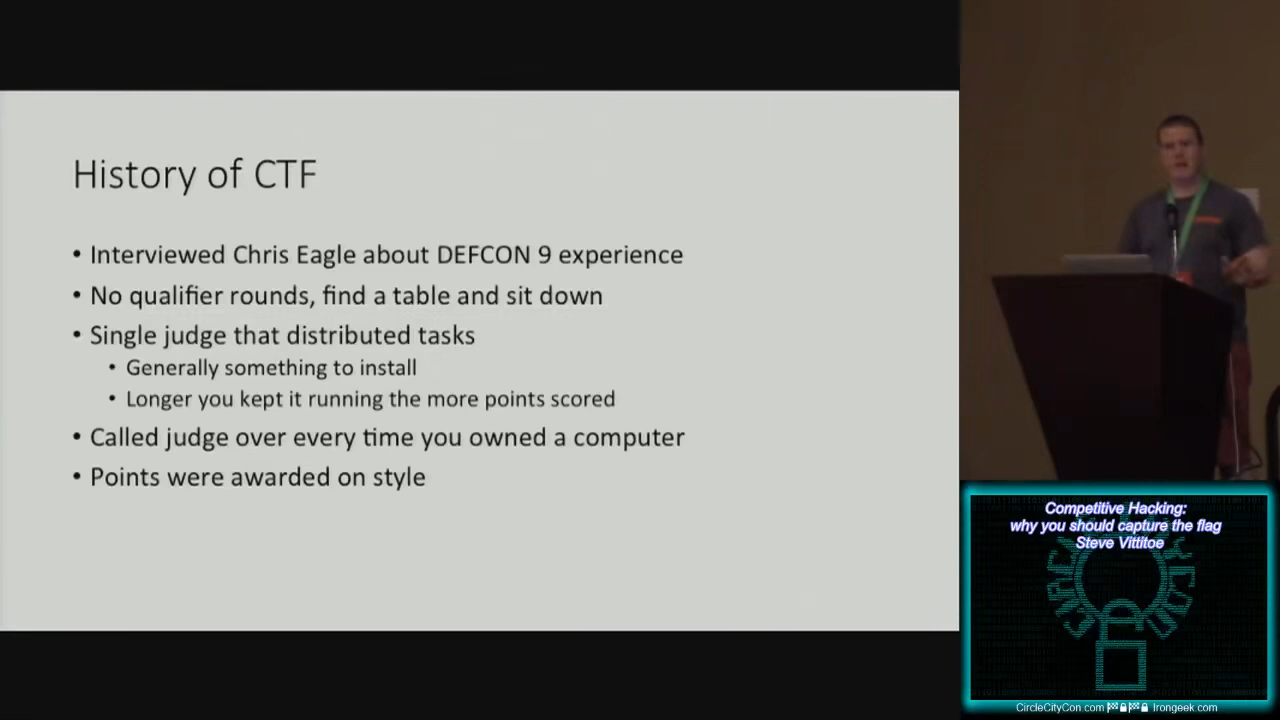 History of CTF
• Interviewed Chris Eagle about DEFCON 9 experience
• No qualifier rounds, find a table and sit down
• Single judge that distributed tasks
• Generally something to install
• Longer you kept it running the more points scored
• Called judge over every time you owned a computer
• Points were awarded on style
Competitive Hacking:
why you should capture the flag
Steve Vittitoe
CircleCityCon.com Irongeek.com